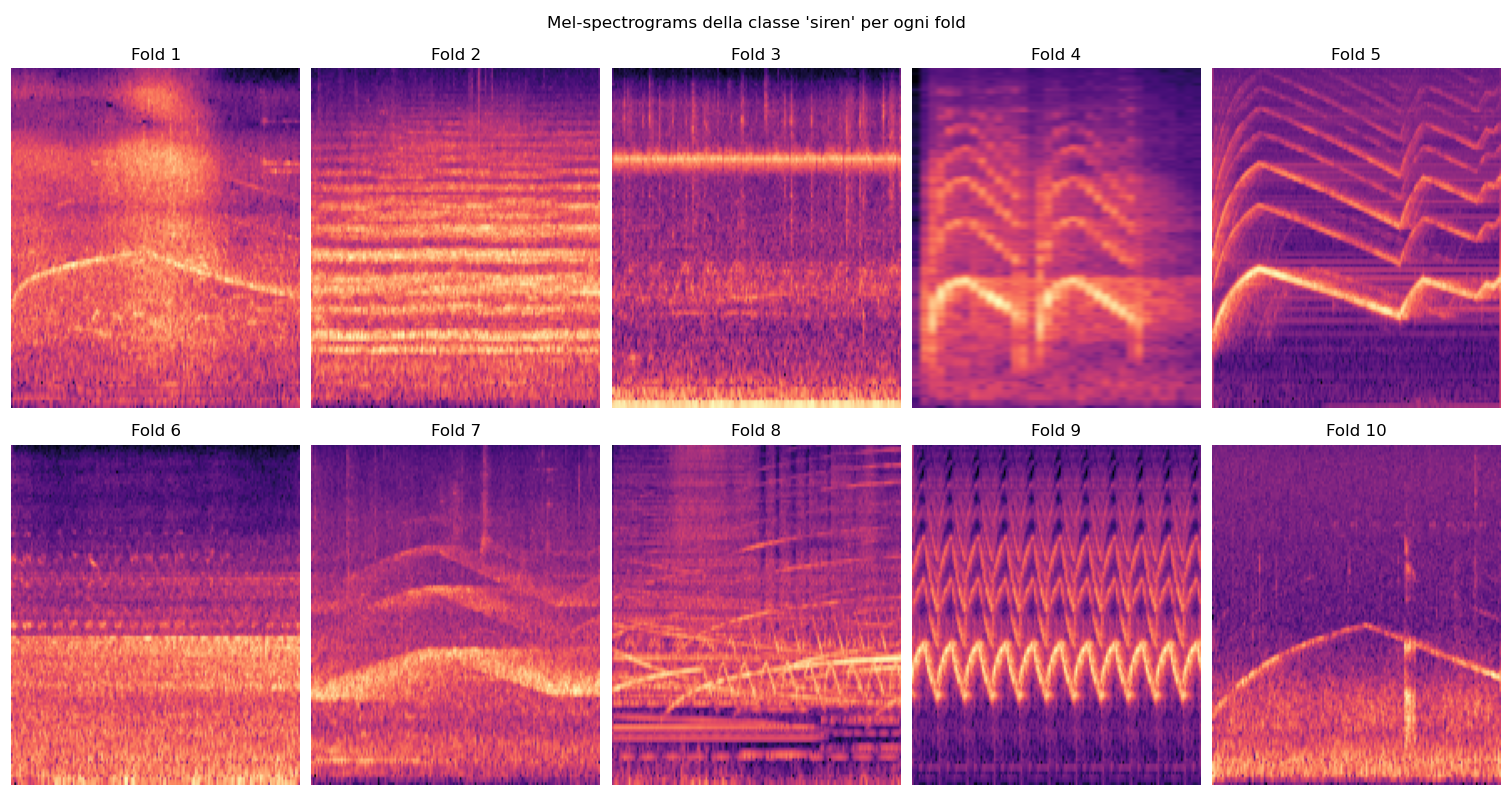 Mel-spectrograms della classe 'siren' per ogni fold
Fold 1
Fold 2
Fold 3
Fold 4
Fold 5
Fold 6
Fold 7
Fold 8
Fold 9
Fold 10